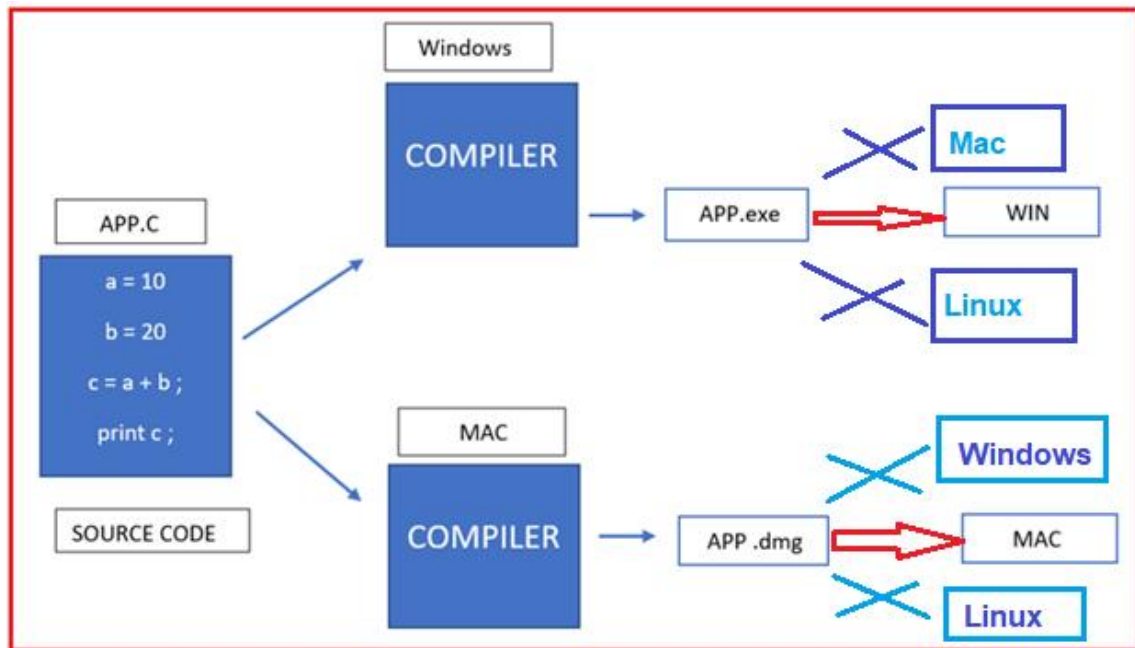 Windows
COMPILER
Mac
APP.exe
WIN
Linux
APP.C
a = 10
b = 20
c = a + b ;
print c ;
SOURCE CODE
MAC
COMPILER
Windows
APP .dmg
MAC
Linux